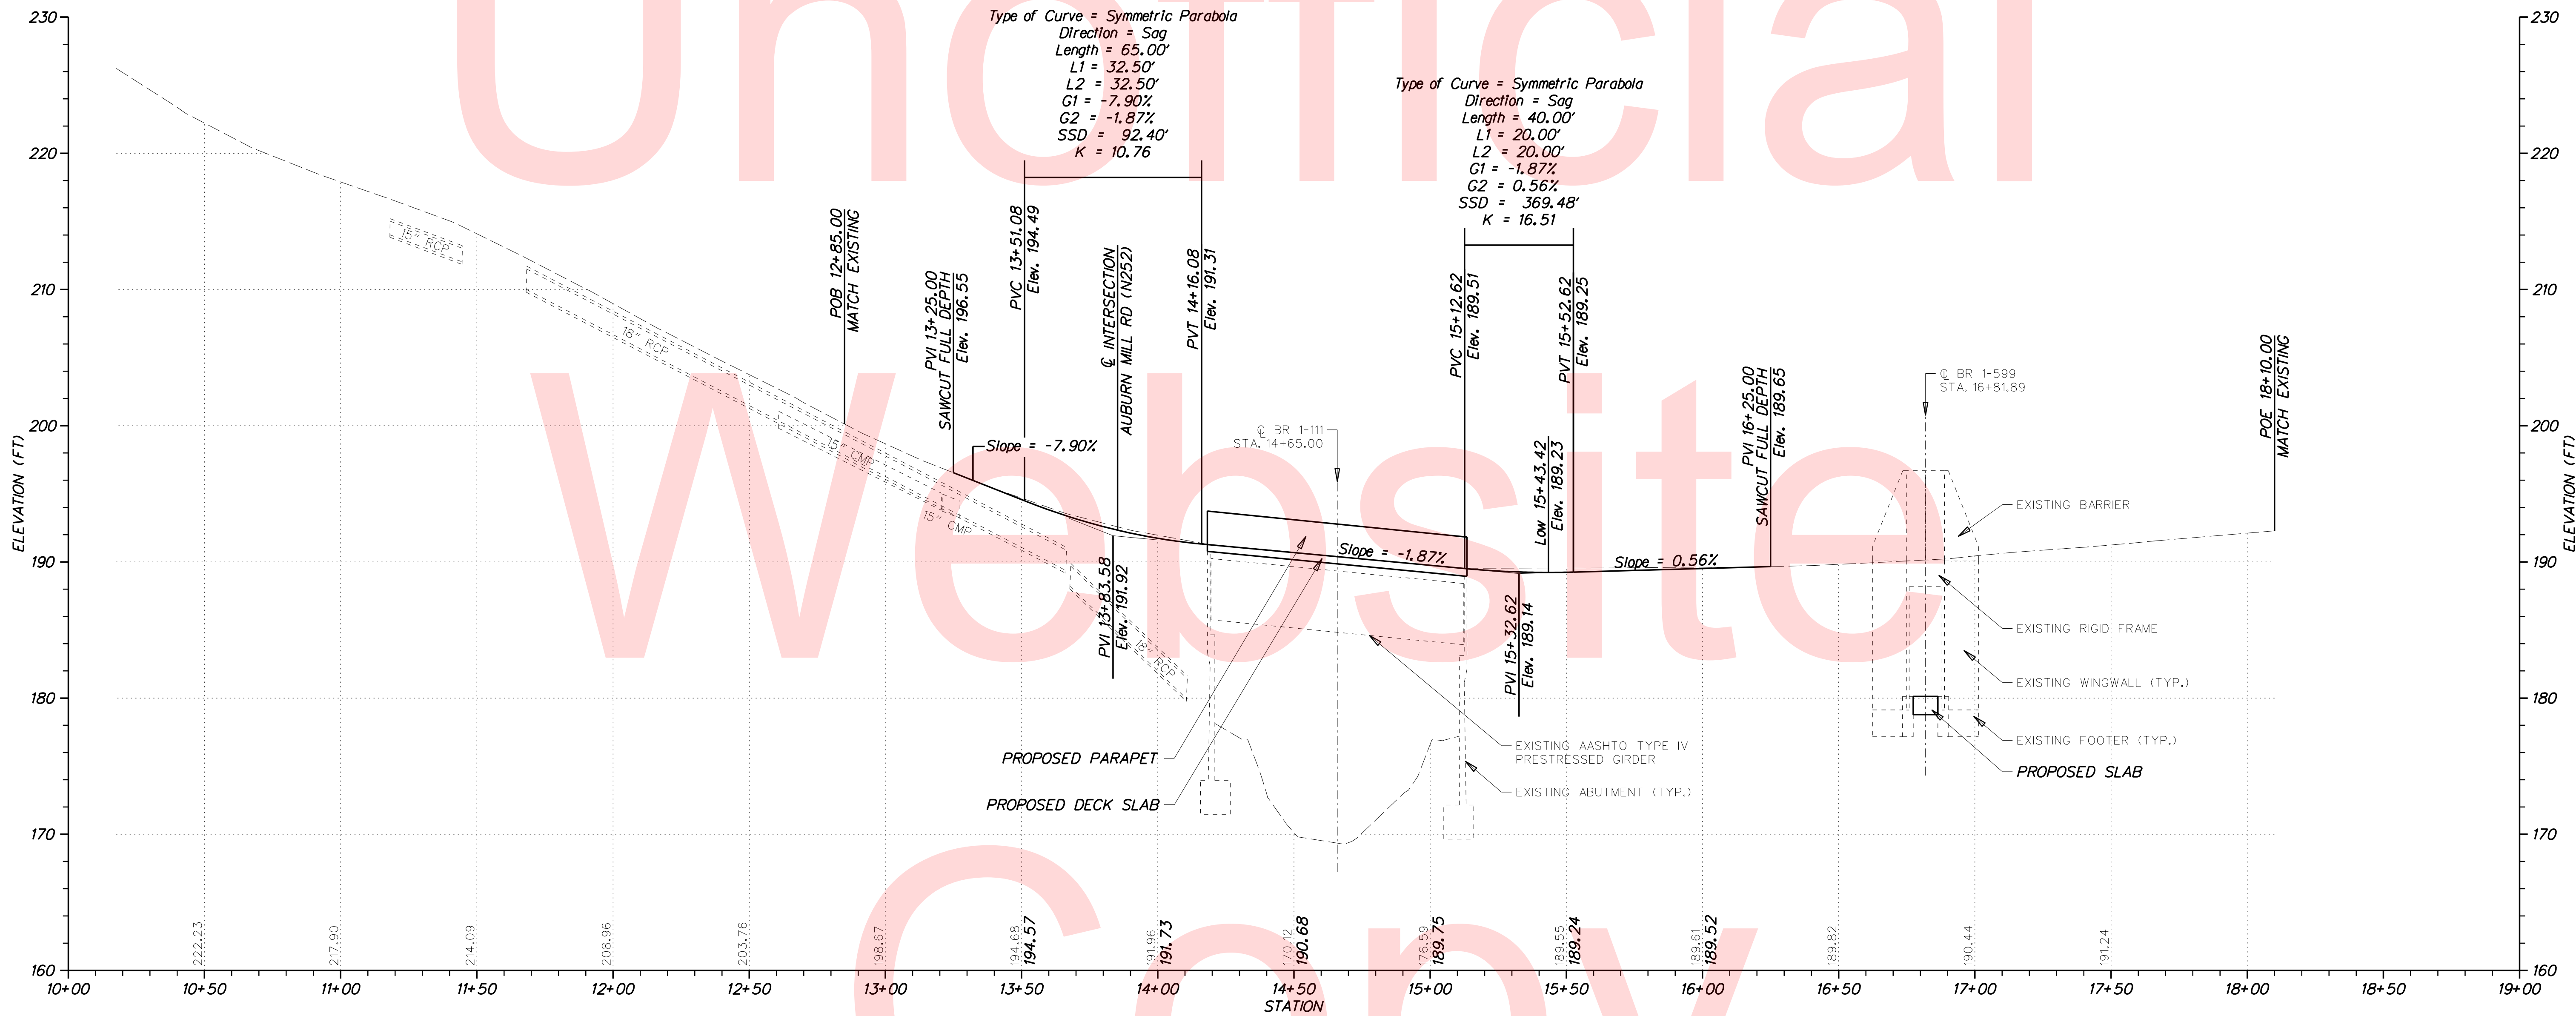 Unofficial
Website
Copy
230
220
210
200
190
180
170
160
ELEVATION (FT)
Type of Curve = Symmetric Parabola
Direction = Sag
Length = 65.00'
L1 = 32.50'
L2 = 32.50'
G1 = -7.90%
G2 = -1.87%
SSD = 92.40'
K = 10.76
Type of Curve = Symmetric Parabola
Direction = Sag
Length = 40.00'
L1 = 20.00'
L2 = 20.00'
G1 = -1.87%
G2 = 0.56%
SSD = 369.48'
K = 16.51
15" RCP
18" RCP
15" CMP
15" CMP
18" RCP
POB 12+85.00
MATCH EXISTING
PVI 13+25.00
SAWCUT FULL DEPTH
Elev. 196.55
Slope = -7.90%
PVC 13+51.08
Elev. 194.49
℄ INTERSECTION
AUBURN MILL RD (N252)
PVI 13+83.58
Elev. 191.92
PVT 14+16.08
Elev. 191.31
℄ BR 1-111
STA. 14+65.00
Slope = -1.87%
PVC 15+12.62
Elev. 189.51
PVI 15+32.62
Elev. 189.14
Low 15+43.42
Elev. 189.23
PVT 15+52.62
Elev. 189.25
Slope = 0.56%
PVI 16+25.00
SAWCUT FULL DEPTH
Elev. 189.65
℄ BR 1-599
STA. 16+81.89
POE 18+10.00
MATCH EXISTING
EXISTING BARRIER
EXISTING RIGID FRAME
EXISTING WINGWALL (TYP.)
EXISTING FOOTER (TYP.)
PROPOSED SLAB
PROPOSED PARAPET
PROPOSED DECK SLAB
EXISTING AASHTO TYPE IV
PRESTRESSED GIRDER
EXISTING ABUTMENT (TYP.)
222.23
217.90
214.09
208.96
203.76
198.67
194.68
194.57
191.96
191.73
170.12
190.68
176.59
189.75
189.55
189.24
189.61
189.52
189.82
190.44
191.24
10+00
10+50
11+00
11+50
12+00
12+50
13+00
13+50
14+00
14+50
15+00
15+50
16+00
16+50
17+00
17+50
18+00
18+50
19+00
STATION
230
220
210
200
190
180
170
160
ELEVATION (FT)